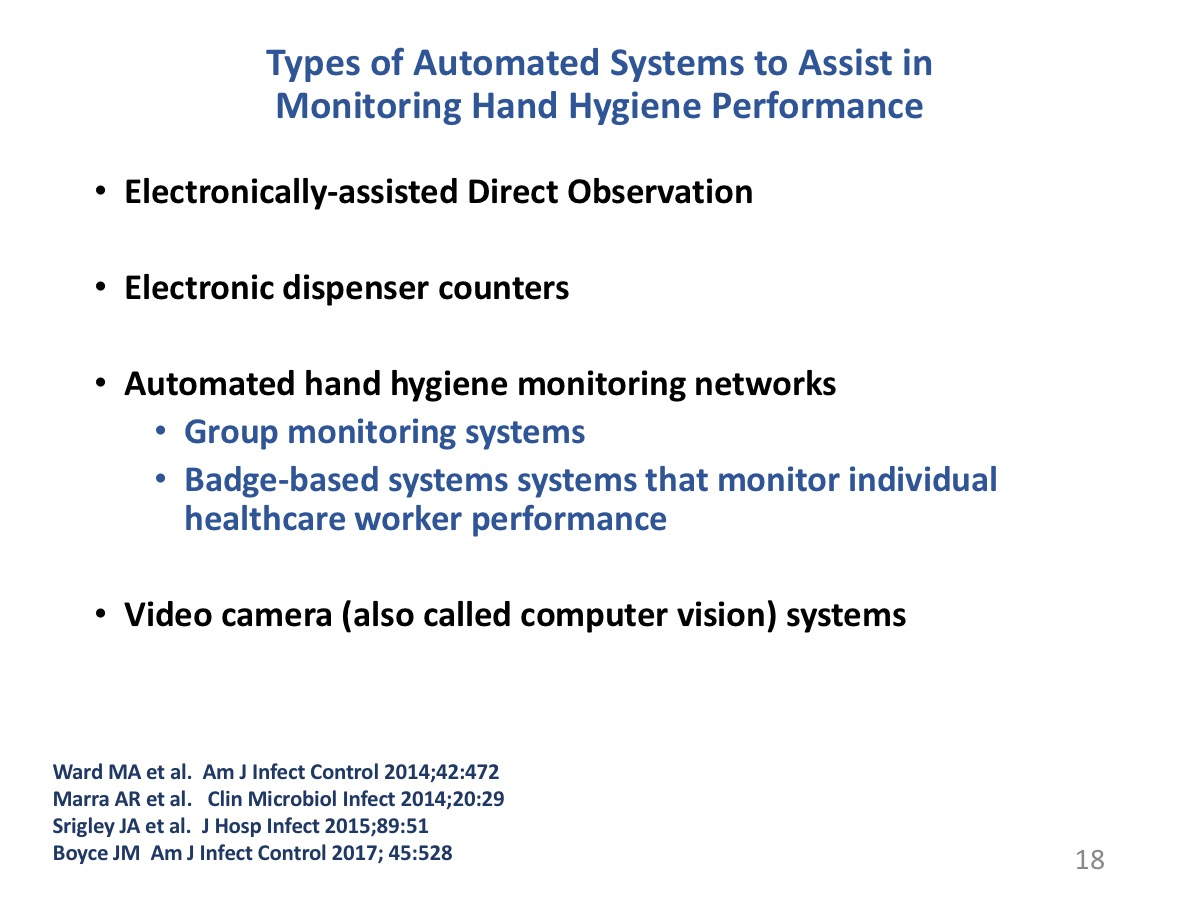 Types of Automated Systems to Assist in
Monitoring Hand Hygiene Performance
• Electronically-assisted Direct Observation
• Electronic dispenser counters
• Automated hand hygiene monitoring networks
• Group monitoring systems
• Badge-based systems systems that monitor individual
healthcare worker performance
• Video camera (also called computer vision) systems
Ward MA et al.  Am J Infect Control 2014;42:472
Marra AR et al.   Clin Microbiol Infect 2014;20:29
Srigley JA et al.  J Hosp Infect 2015;89:51
Boyce JM  Am J Infect Control 2017; 45:528
18